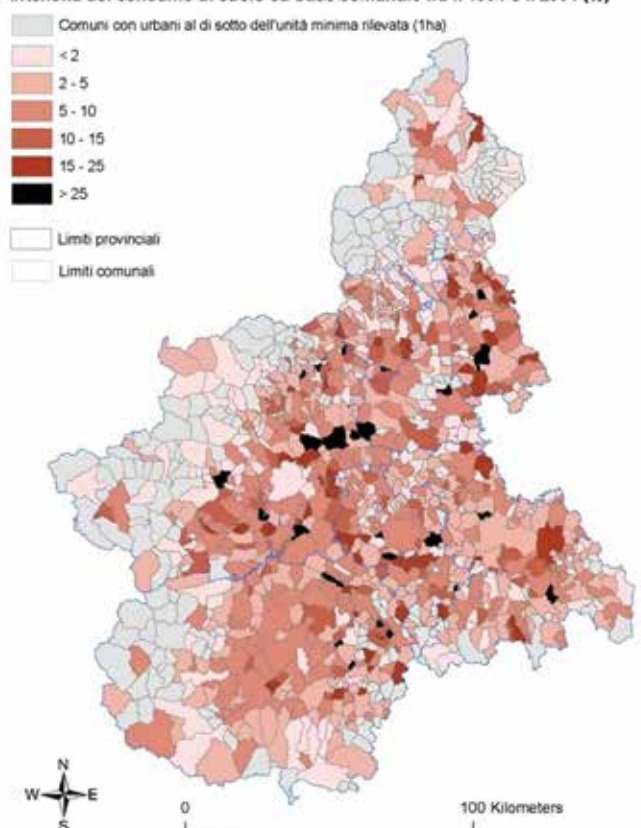 Comuni con urbani al di sotto dell'unità minima rilevata (1ha)
< 2
2 - 5
5 - 10
10 - 15
15 - 25
> 25
Limiti provinciali
Limiti comunali
N
W E
S
0 100 Kilometers